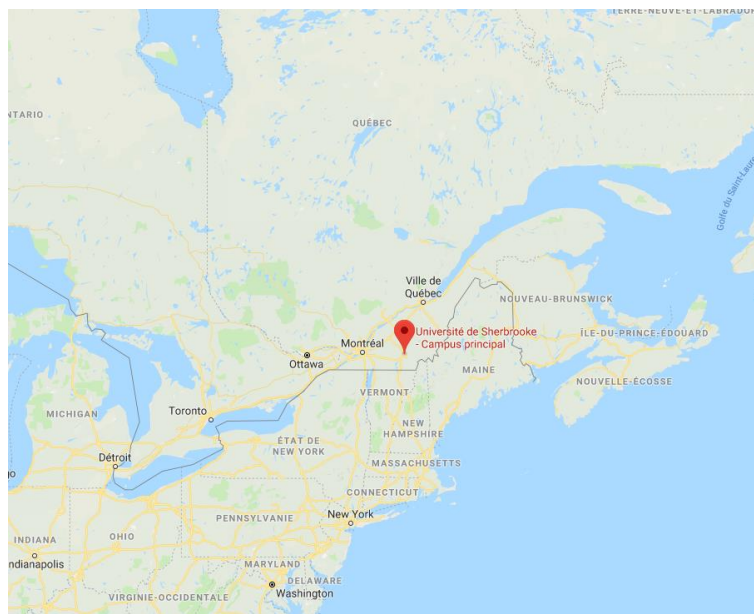 TERRE-NEUVE-ET-LABRADOR
NTARIO
QUÉBEC
Golfe du Saint-Laure
Ville de
Québec
NOUVEAU-BRUNSWICK
Université de Sherbrooke
- Campus principal
ÎLE-DU-PRINCE-ÉDOUARD
Montréal
Ottawa
MAINE
NOUVELLE-ÉCOSSE
VERMONT
MICHIGAN
Toronto
NEW
HAMPSHIRE
ÉTAT DE
NEW YORK
Détroit
MASSACHUSETTS
go
CONNECTICUT
PENNSYLVANIE
New York
INDIANA
OHIO
ndianapolis
MARYLAND
DELAWARE
Washington
VIRGINIE-OCCIDENTALE